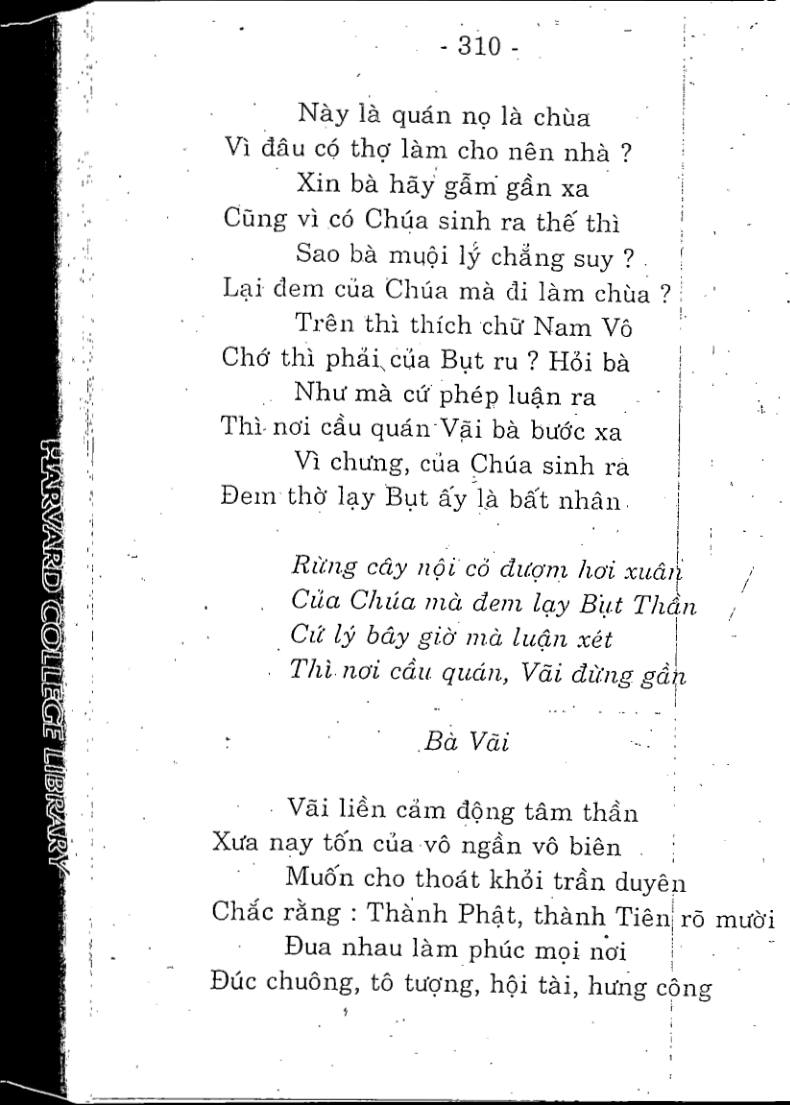 - 310 -
Này là quán nọ là chùa
Vì đâu có thợ làm cho nên nhà ?
Xin bà hãy gẫm gần xa
Cũng vì có Chúa sinh ra thế thì
Sao bà muội lý chẳng suy ?
Lại đem của Chúa mà đi làm chùa ?
Trên thì thích chữ Nam Vô
Chớ thì phải của Bụt ru ? Hỏi bà
Như mà cứ phép luận ra
Thì nơi cầu quán Vãi bà bước xa
Vì chưng, của Chúa sinh ra
Đem thờ lạy Bụt ấy là bất nhân
Rừng cây nội cỏ đượm hơi xuân
Của Chúa mà đem lạy Bụt Thần
Cứ lý bây giờ mà luận xét
Thì nơi cầu quán, Vãi đừng gần
Bà Vãi
Vãi liền cảm động tâm thần
Xưa nay tốn của vô ngần vô biên
Muốn cho thoát khỏi trần duyên
Chắc rằng : Thành Phật, thành Tiên rõ mười
Đua nhau làm phúc mọi nơi
Đúc chuông, tô tượng, hội tài, hưng công
HARVARD COLLEGE LIBRARY